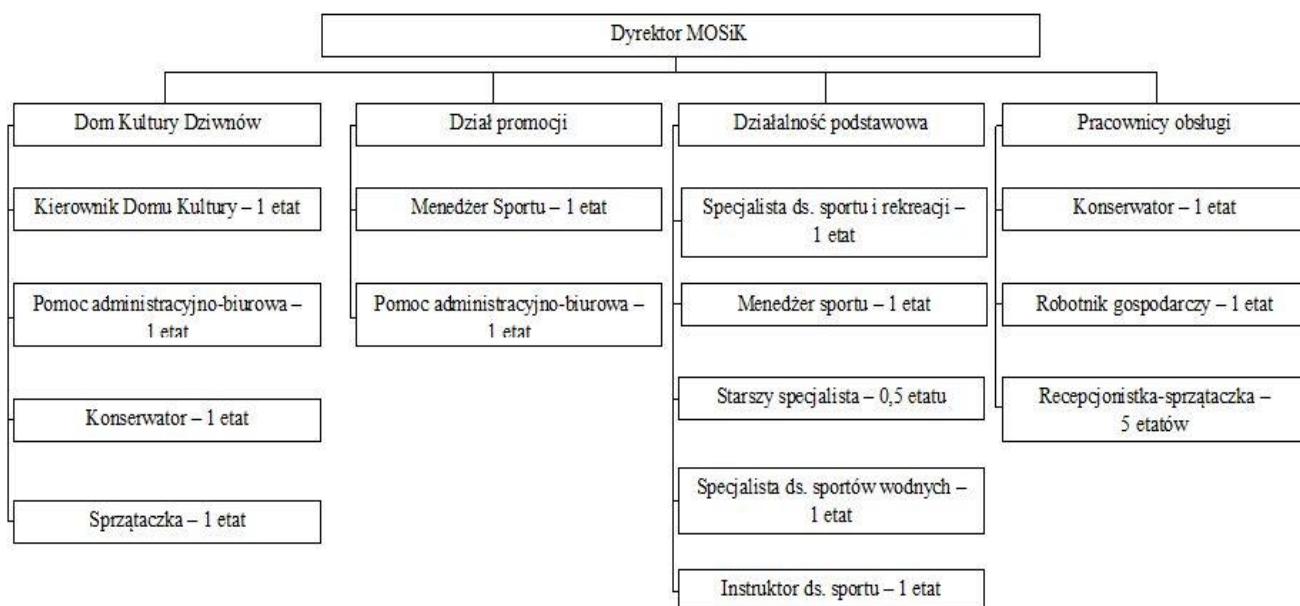 Dyrektor MOSiK
Dom Kultury Dziwnów
Kierownik Domu Kultury – 1 etat
Pomoc administracyjno-biurowa –
1 etat
Konserwator – 1 etat
Sprzątaczka – 1 etat
Dział promocji
Menedżer Sportu – 1 etat
Pomoc administracyjno-biurowa –
1 etat
Działalność podstawowa
Specjalista ds. sportu i rekreacji –
1 etat
Menedżer sportu – 1 etat
Starszy specjalista – 0,5 etatu
Specjalista ds. sportów wodnych –
1 etat
Instruktor ds. sportu – 1 etat
Pracownicy obsługi
Konserwator – 1 etat
Robotnik gospodarczy – 1 etat
Recepcjonistka-sprzątaczka –
5 etatów